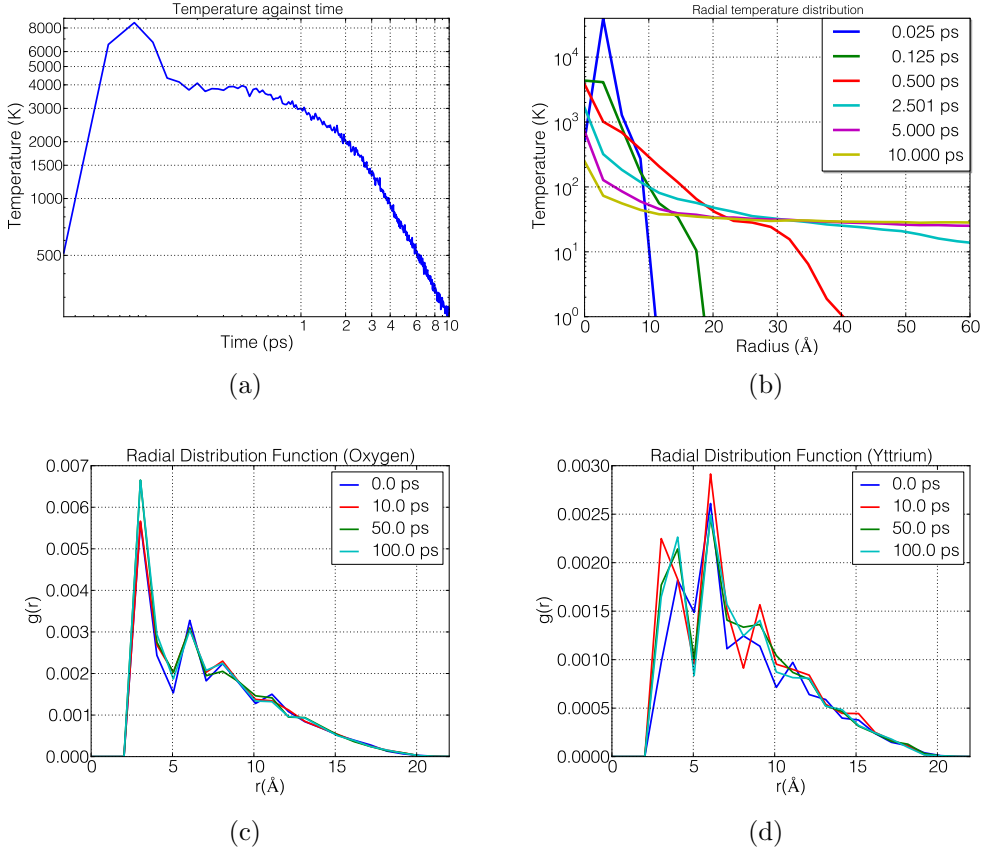 Temperature against time
Temperature (K)
8000
6000
5000
4000
3000
2000
1500
1000
500
1 2 3 4 6 8 10
Time (ps)
(a)
Radial temperature distribution
Temperature (K)
10^4
10^3
10^2
10^1
10^0
0.025 ps
0.125 ps
0.500 ps
2.501 ps
5.000 ps
10.000 ps
0 10 20 30 40 50 60
Radius (Å)
(b)
Radial Distribution Function (Oxygen)
g(r)
0.007
0.006
0.005
0.004
0.003
0.002
0.001
0.000
0.0 ps
10.0 ps
50.0 ps
100.0 ps
0 5 10 15 20
r(Å)
(c)
Radial Distribution Function (Yttrium)
g(r)
0.0030
0.0025
0.0020
0.0015
0.0010
0.0005
0.0000
0.0 ps
10.0 ps
50.0 ps
100.0 ps
0 5 10 15 20
r(Å)
(d)